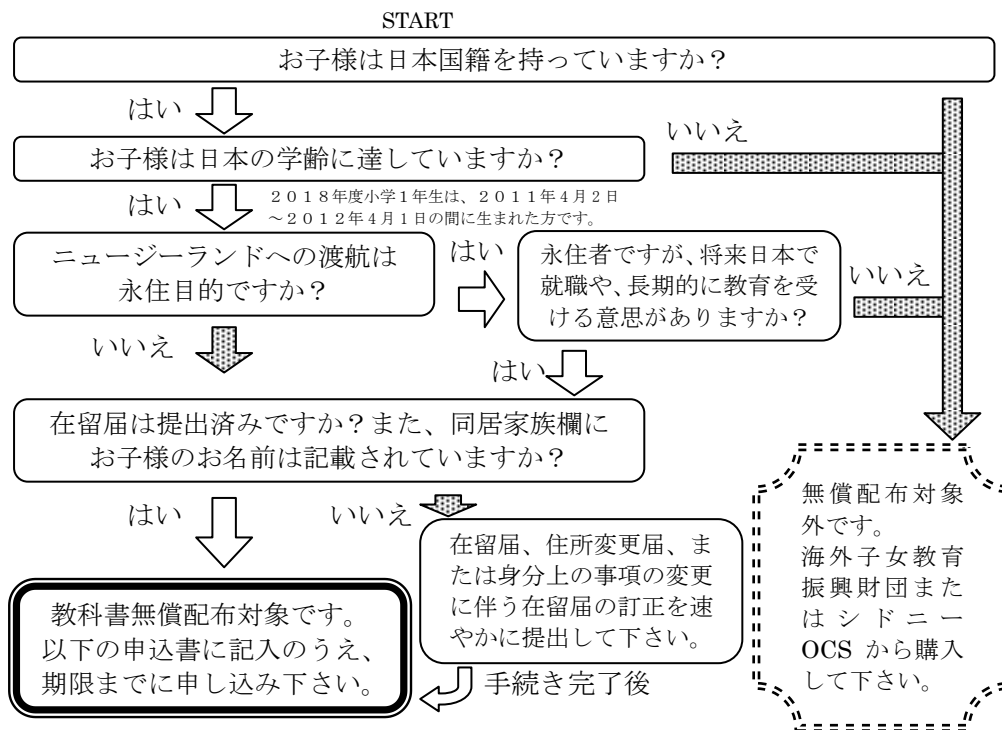 START
お子様は日本国籍を持っていますか？
はい
いいえ
お子様は日本の学齢に達していますか？
はい
２０１８年度小学１年生は、２０１１年４月２日
～２０１２年４月１日の間に生まれた方です。
ニュージーランドへの渡航は
永住目的ですか？
はい
永住者ですが、将来日本で
就職や、長期的に教育を受
ける意思がありますか？
いいえ
いいえ
はい
在留届は提出済みですか？また、同居家族欄に
お子様のお名前は記載されていますか？
はい
いいえ
在留届、住所変更届、ま
たは身分上の事項の変更
に伴う在留届の訂正を速
やかに提出して下さい。
無償配布対象
外です。
海外子女教育
振興財団また
はシドニー
OCS から購入
して下さい。
教科書無償配布対象です。
以下の申込書に記入のうえ、
期限までに申し込み下さい。
手続き完了後